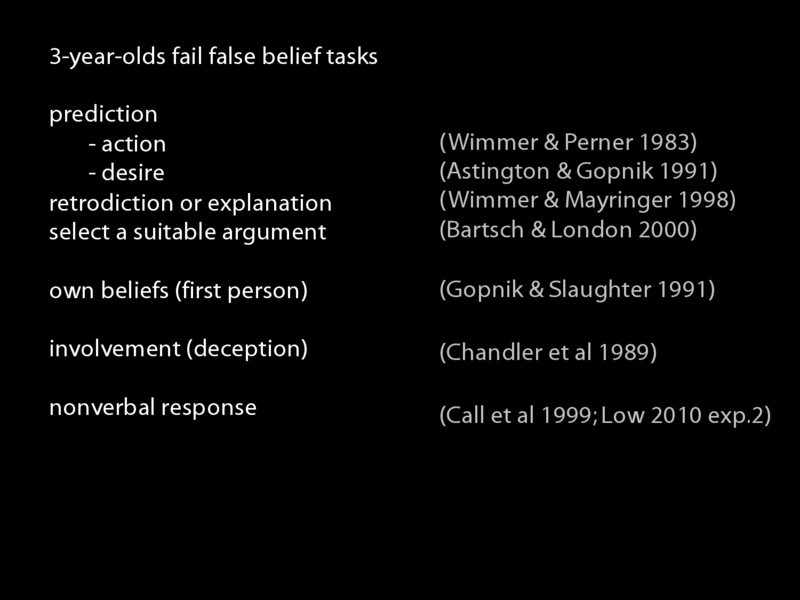 3-year-olds fail false belief tasks
prediction
- action (Wimmer & Perner 1983)
- desire (Astington & Gopnik 1991)
retrodiction or explanation (Wimmer & Mayringer 1998)
select a suitable argument (Bartsch & London 2000)
own beliefs (first person) (Gopnik & Slaughter 1991)
involvement (deception) (Chandler et al 1989)
nonverbal response (Call et al 1999; Low 2010 exp.2)